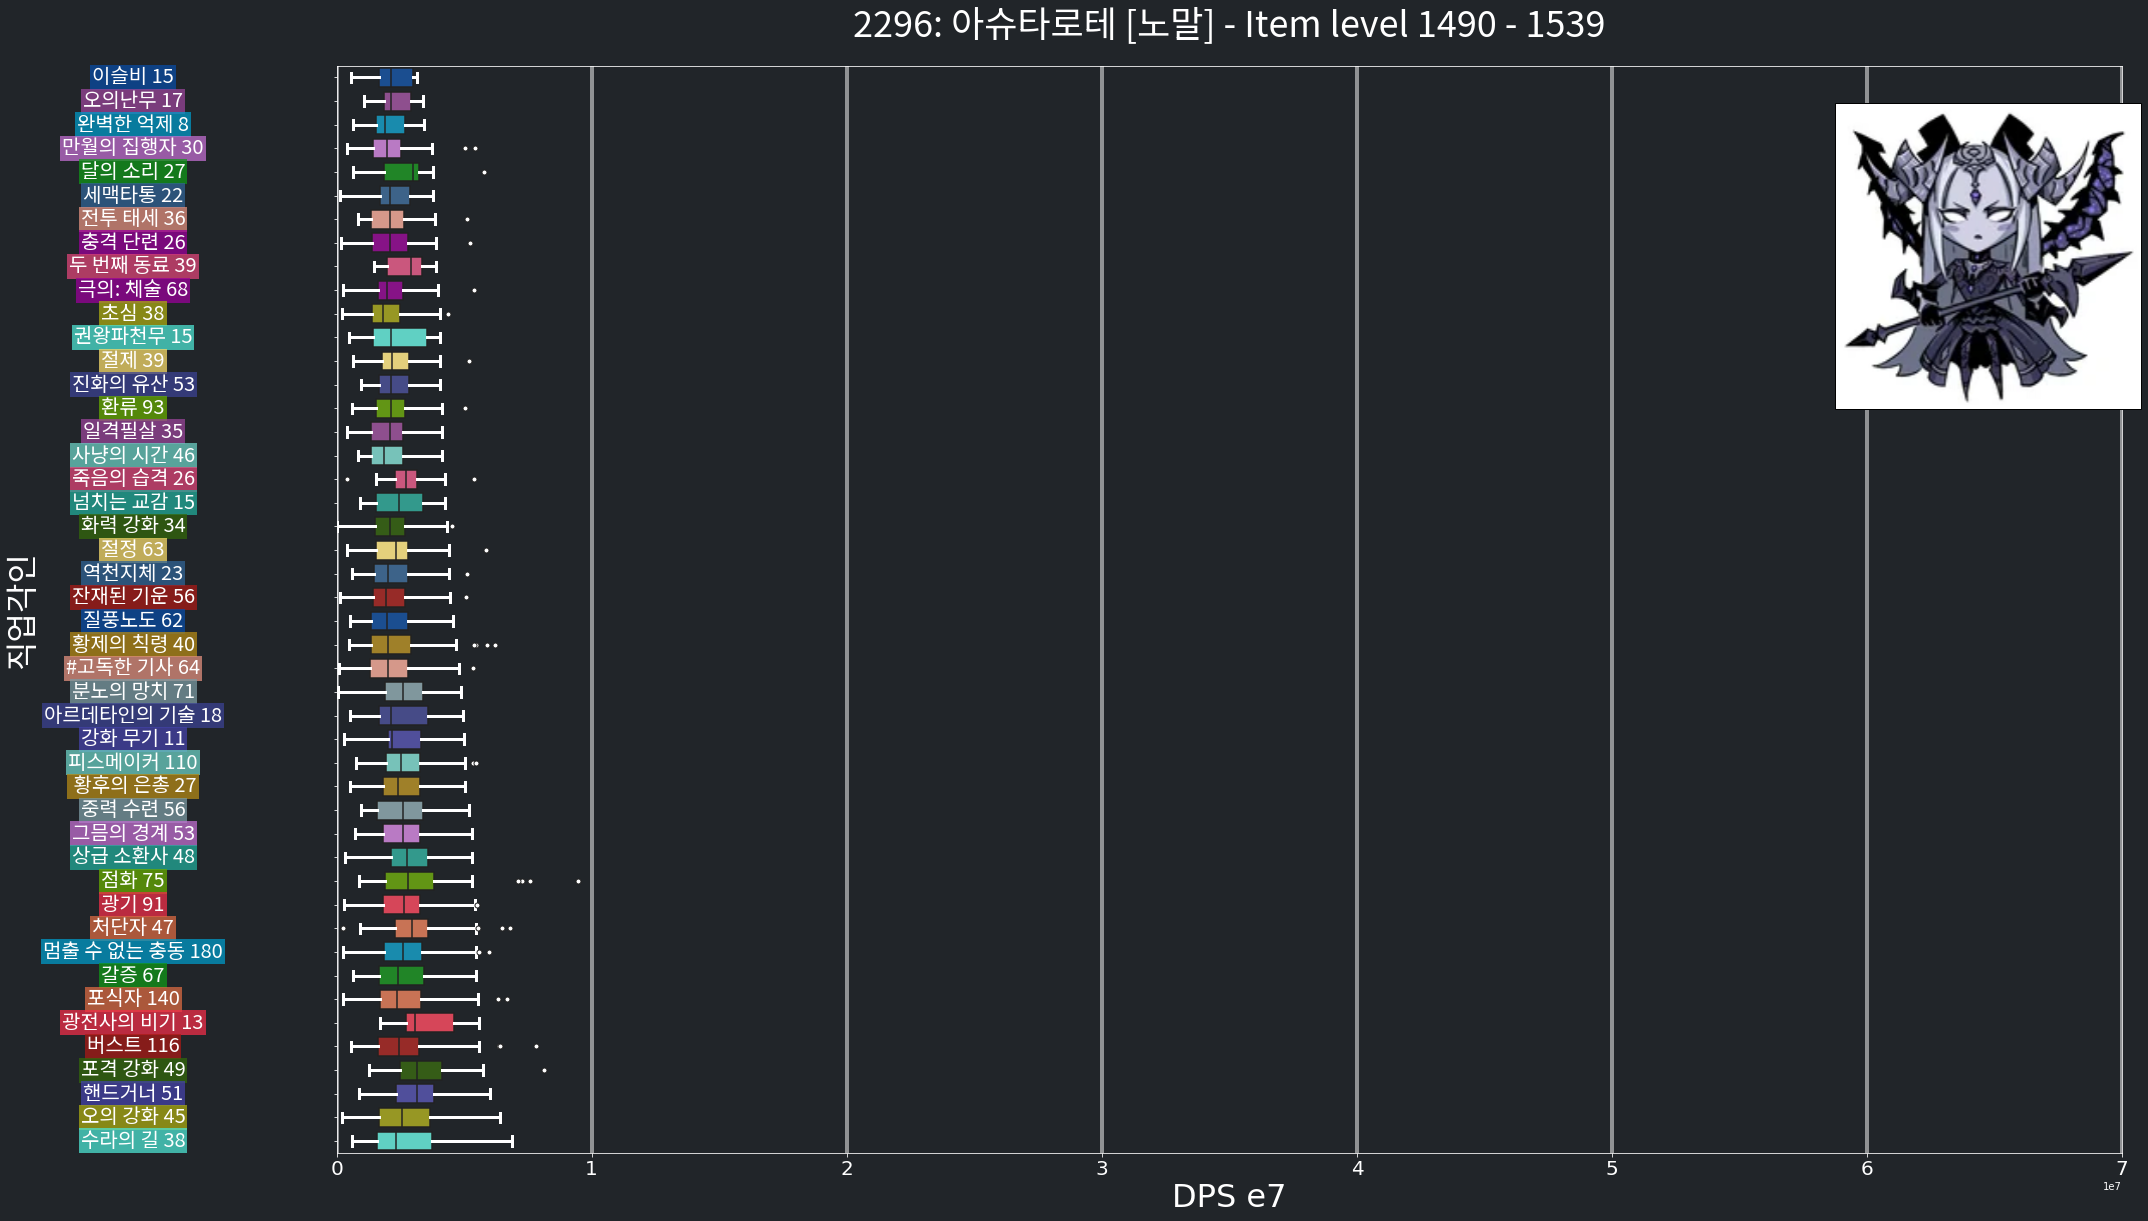 2296: 아슈타로테 [노말] - Item level 1490 - 1539
이슬비 15
오의난무 17
완벽한 억제 8
만월의 집행자 30
달의 소리 27
세맥타통 22
전투 태세 36
충격 단련 26
두 번째 동료 39
극의: 체술 68
초심 38
권왕파천무 15
절제 39
진화의 유산 53
환류 93
일격필살 35
사냥의 시간 46
죽음의 습격 26
넘치는 교감 15
화력 강화 34
절정 63
역천지체 23
잔재된 기운 56
질풍노도 62
황제의 칙령 40
#고독한 기사 64
분노의 망치 71
아르데타인의 기술 18
강화 무기 11
피스메이커 110
황후의 은총 27
중력 수련 56
그믐의 경계 53
상급 소환사 48
점화 75
광기 91
처단자 47
멈출 수 없는 충동 180
갈증 67
포식자 140
광전사의 비기 13
버스트 116
포격 강화 49
핸드거너 51
오의 강화 45
수라의 길 38
직업각인
0 1 2 3 4 5 6 7
1e7
DPS e7